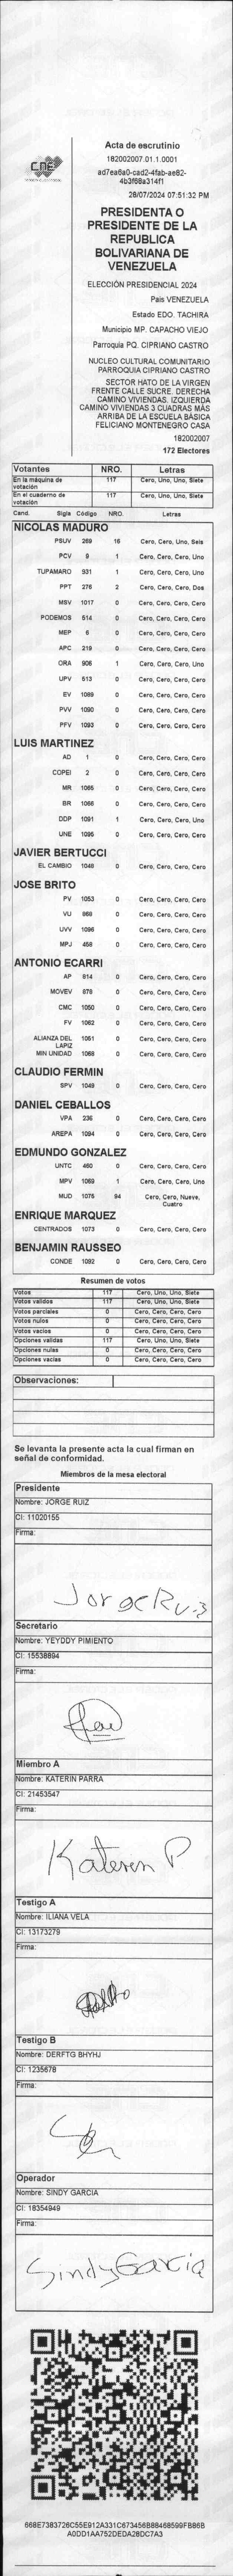 CNE
Acta de escrutinio
182002007.01.1.0001
ad7ea6a0-cad2-4fab-ae82-
4b3f68a314f1
28/07/2024 07:51:32 PM
PRESIDENTA O
PRESIDENTE DE LA
REPUBLICA
BOLIVARIANA DE
VENEZUELA
ELECCIÓN PRESIDENCIAL 2024
Pais VENEZUELA
Estado EDO. TACHIRA
Municipio MP. CAPACHO VIEJO
Parroquia PQ. CIPRIANO CASTRO
NUCLEO CULTURAL COMUNITARIO
PARROQUIA CIPRIANO CASTRO
SECTOR HATO DE LA VIRGEN
FRENTE CALLE SUCRE. DERECHA
CAMINO VIVIENDAS. IZQUIERDA
CAMINO VIVIENDAS 3 CUADRAS MÁS
ARRIBA DE LA ESCUELA BÁSICA
FELICIANO MONTENEGRO CASA
182002007
172 Electores
Votantes NRO. Letras
En la máquina de votación 117 Cero, Uno, Uno, Siete
En el cuaderno de votación 117 Cero, Uno, Uno, Siete
Cand. Sigla Código NRO. Letras
NICOLAS MADURO
PSUV 269 16 Cero, Cero, Uno, Seis
PCV 9 1 Cero, Cero, Cero, Uno
TUPAMARO 931 1 Cero, Cero, Cero, Uno
PPT 276 2 Cero, Cero, Cero, Dos
MSV 1017 0 Cero, Cero, Cero, Cero
PODEMOS 514 0 Cero, Cero, Cero, Cero
MEP 6 0 Cero, Cero, Cero, Cero
APC 219 0 Cero, Cero, Cero, Cero
ORA 906 1 Cero, Cero, Cero, Uno
UPV 513 0 Cero, Cero, Cero, Cero
EV 1089 0 Cero, Cero, Cero, Cero
PVV 1090 0 Cero, Cero, Cero, Cero
PFV 1093 0 Cero, Cero, Cero, Cero
LUIS MARTINEZ
AD 1 0 Cero, Cero, Cero, Cero
COPEI 2 0 Cero, Cero, Cero, Cero
MR 1065 0 Cero, Cero, Cero, Cero
BR 1066 0 Cero, Cero, Cero, Cero
DDP 1091 1 Cero, Cero, Cero, Uno
UNE 1095 0 Cero, Cero, Cero, Cero
JAVIER BERTUCCI
EL CAMBIO 1048 0 Cero, Cero, Cero, Cero
JOSE BRITO
PV 1053 0 Cero, Cero, Cero, Cero
VU 868 0 Cero, Cero, Cero, Cero
UVV 1096 0 Cero, Cero, Cero, Cero
MPJ 458 0 Cero, Cero, Cero, Cero
ANTONIO ECARRI
AP 914 0 Cero, Cero, Cero, Cero
MOVEV 876 0 Cero, Cero, Cero, Cero
CMC 1050 0 Cero, Cero, Cero, Cero
FV 1062 0 Cero, Cero, Cero, Cero
ALIANZA DEL 1051 0 Cero, Cero, Cero, Cero
LAPIZ
MIN UNIDAD 1068 0 Cero, Cero, Cero, Cero
CLAUDIO FERMIN
SPV 1049 0 Cero, Cero, Cero, Cero
DANIEL CEBALLOS
VPA 236 0 Cero, Cero, Cero, Cero
AREPA 1094 0 Cero, Cero, Cero, Cero
EDMUNDO GONZALEZ
UNTC 460 0 Cero, Cero, Cero, Cero
MPV 1069 1 Cero, Cero, Cero, Uno
MUD 1076 94 Cero, Cero, Nueve,
Cuatro
ENRIQUE MARQUEZ
CENTRADOS 1073 0 Cero, Cero, Cero, Cero
BENJAMIN RAUSSEO
CONDE 1092 0 Cero, Cero, Cero, Cero
Resumen de votos
Votos 117 Cero, Uno, Uno, Siete
Votos validos 117 Cero, Uno, Uno, Siete
Votos parciales 0 Cero, Cero, Cero, Cero
Votos nulos 0 Cero, Cero, Cero, Cero
Votos vacios 0 Cero, Cero, Cero, Cero
Opciones validas 117 Cero, Uno, Uno, Siete
Opciones nulas 0 Cero, Cero, Cero, Cero
Opciones vacias 0 Cero, Cero, Cero, Cero
Observaciones:
Se levanta la presente acta la cual firman en
señal de conformidad.
Miembros de la mesa electoral
Presidente
Nombre: JORGE RUIZ
CI: 11020155
Firma:
Jorge Ruiz
Secretario
Nombre: YEYDDY PIMIENTO
CI: 15538894
Firma:
Miembro A
Nombre: KATERIN PARRA
CI: 21453547
Firma:
Kateren P
Testigo A
Nombre: ILIANA VELA
CI: 13173279
Firma:
Testigo B
Nombre: DERFTG BHYHJ
CI: 1235678
Firma:
Operador
Nombre: SINDY GARCIA
CI: 18354949
Firma:
Sindy Garcia
668E7383726C55E912A331C673456B88468599FB86B
A0DD1AA752DEDA28DC7A3